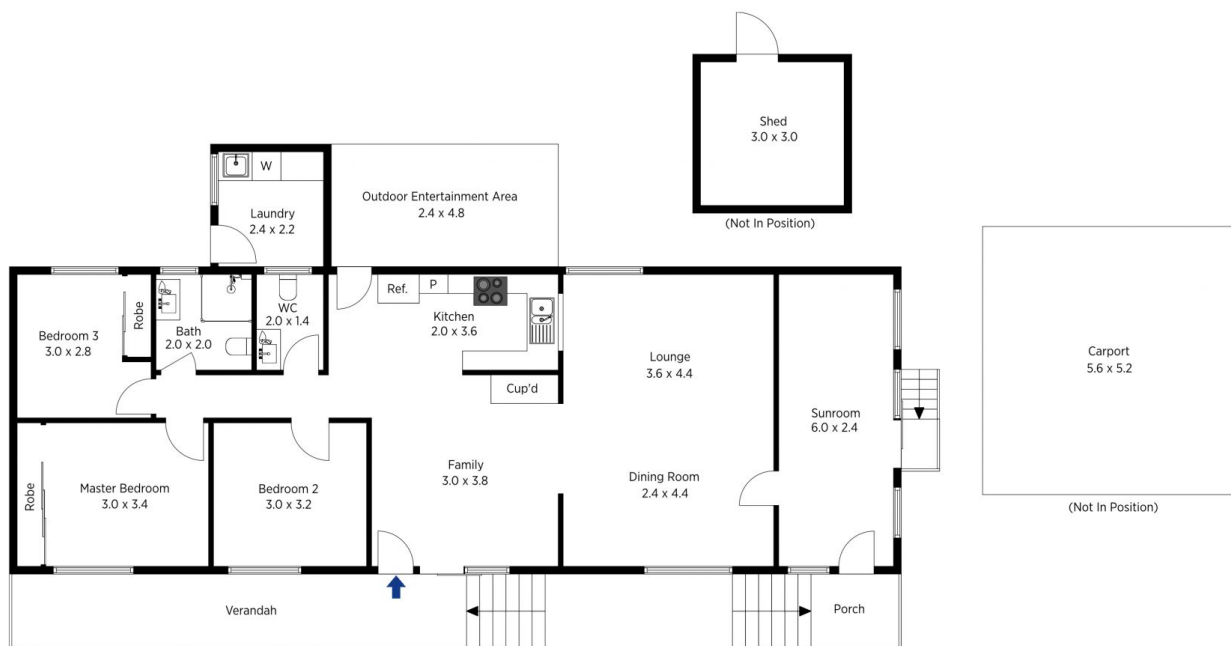 Shed
3.0 x 3.0
(Not In Position)
W
Laundry
2.4 x 2.2
Outdoor Entertainment Area
2.4 x 4.8
Bedroom 3
3.0 x 2.8
Robe
Bath
2.0 x 2.0
WC
2.0 x 1.4
Ref.
P
Kitchen
2.0 x 3.6
Cup'd
Lounge
3.6 x 4.4
Sunroom
6.0 x 2.4
Carport
5.6 x 5.2
(Not In Position)
Robe
Master Bedroom
3.0 x 3.4
Bedroom 2
3.0 x 3.2
Family
3.0 x 3.8
Dining Room
2.4 x 4.4
Verandah
Porch